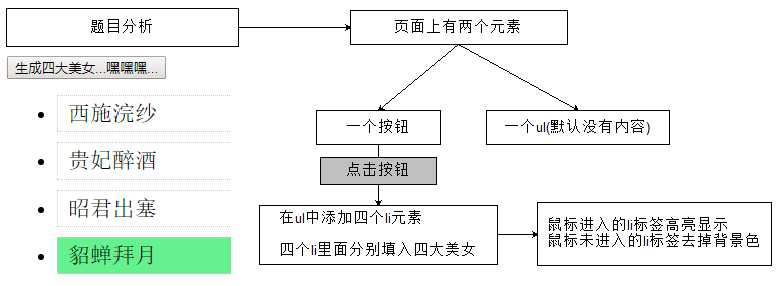 题目分析
页面上有两个元素
生成四大美女...嘿嘿嘿...
西施浣纱
贵妃醉酒
昭君出塞
貂蝉拜月
一个按钮
一个ul(默认没有内容)
点击按钮
在ul中添加四个li元素
四个li里面分别填入四大美女
鼠标进入的li标签高亮显示
鼠标未进入的li标签去掉背景色